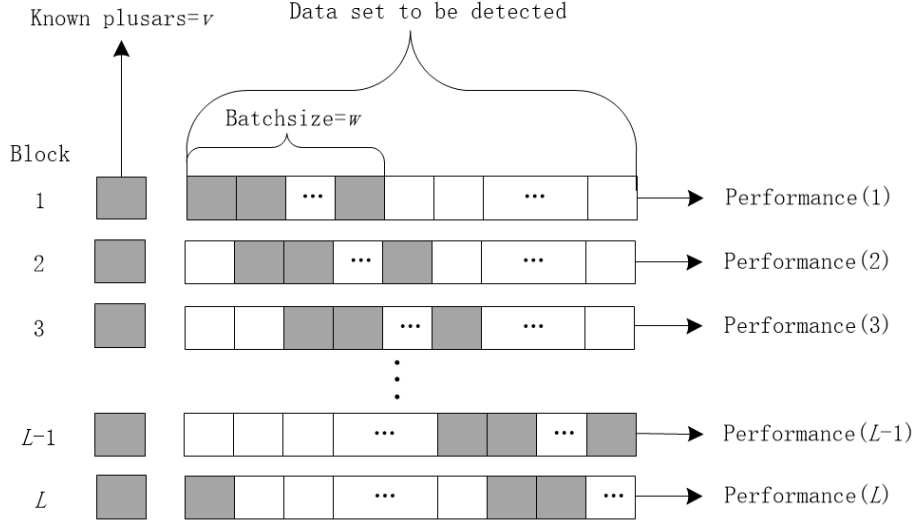 Known plusars=v
Data set to be detected
Batchsize=w
Block
1 ... ... Performance(1)
2 ... ... Performance(2)
3 ... ... Performance(3)
L-1 ... ... Performance(L-1)
L ... ... Performance(L)